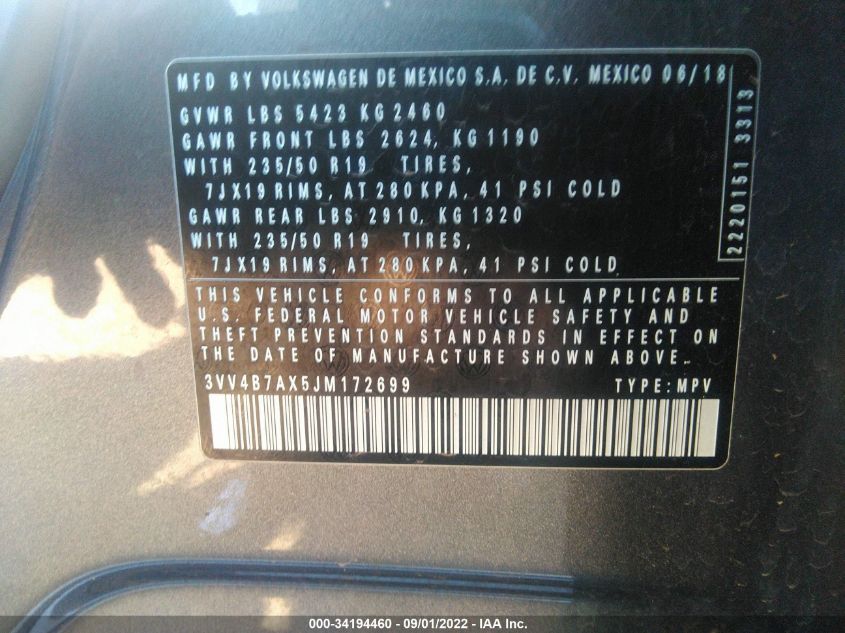 MFD BY VOLKSWAGEN DE MEXICO S.A. DE C.V. MEXICO 06/18
GVWR LBS 5423 KG 2460
GAWR FRONT LBS 2624, KG 1190
WITH 235/50 R19 TIRES,
7JX19 RIMS, AT 280 KPA, 41 PSI COLD
GAWR REAR LBS 2910, KG 1320
WITH 235/50 R19 TIRES,
7JX19 RIMS, AT 280 KPA, 41 PSI COLD
2220151 3313
THIS VEHICLE CONFORMS TO ALL APPLICABLE
U.S. FEDERAL MOTOR VEHICLE SAFETY AND
THEFT PREVENTION STANDARDS IN EFFECT ON
THE DATE OF MANUFACTURE SHOWN ABOVE.
3VV4B7AX5JM172699 TYPE: MPV
000-34194460 - 09/01/2022 - IAA Inc.